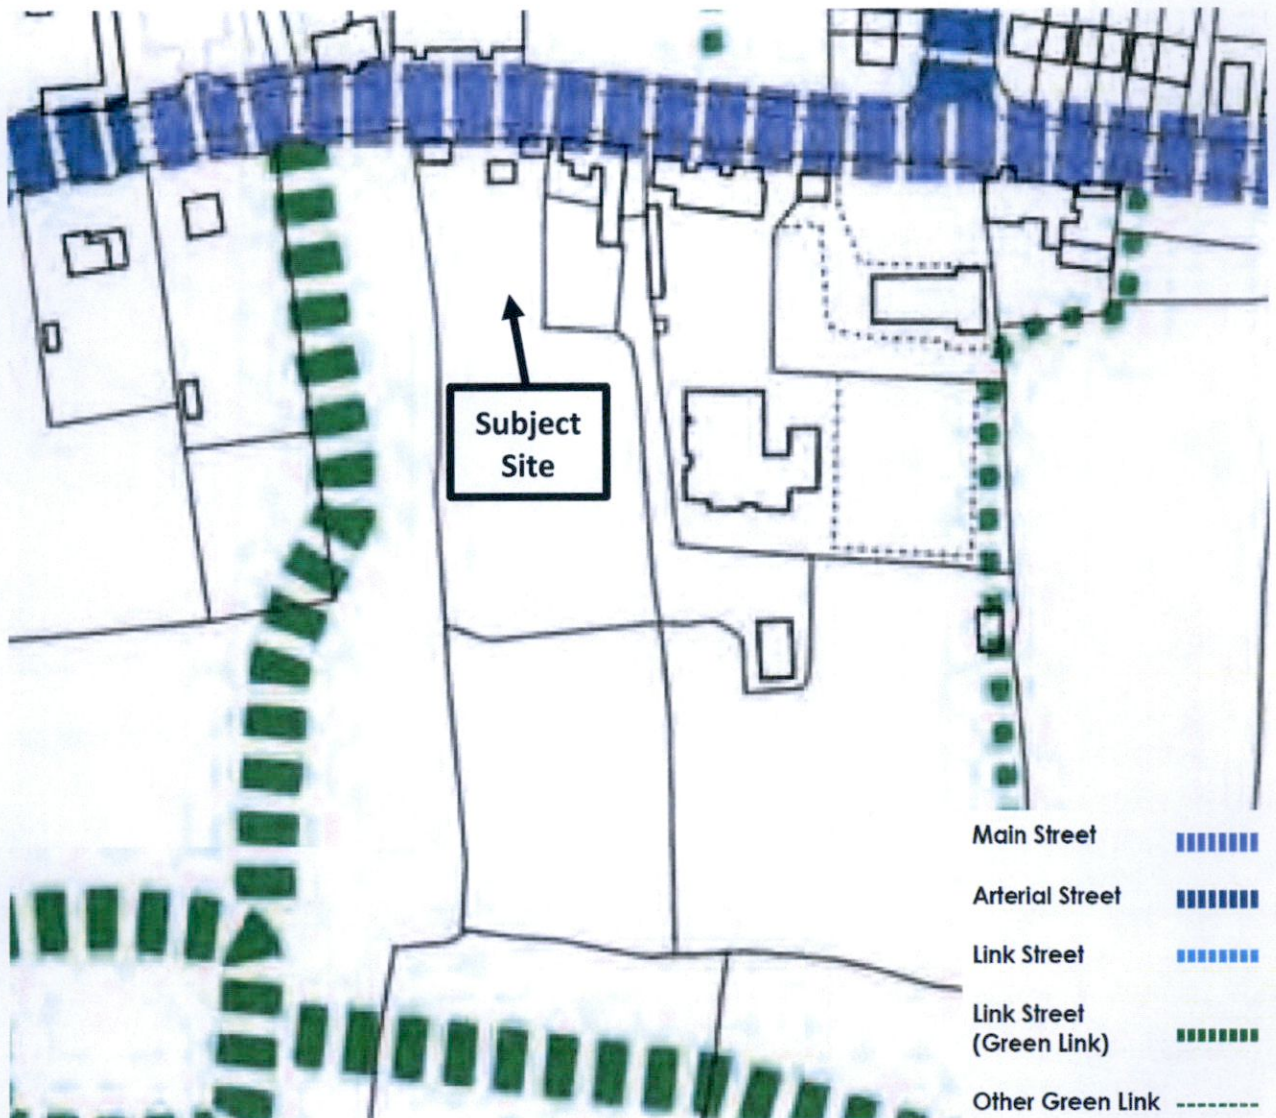 Subject
Site
Main Street
Arterial Street
Link Street
Link Street
(Green Link)
Other Green Link